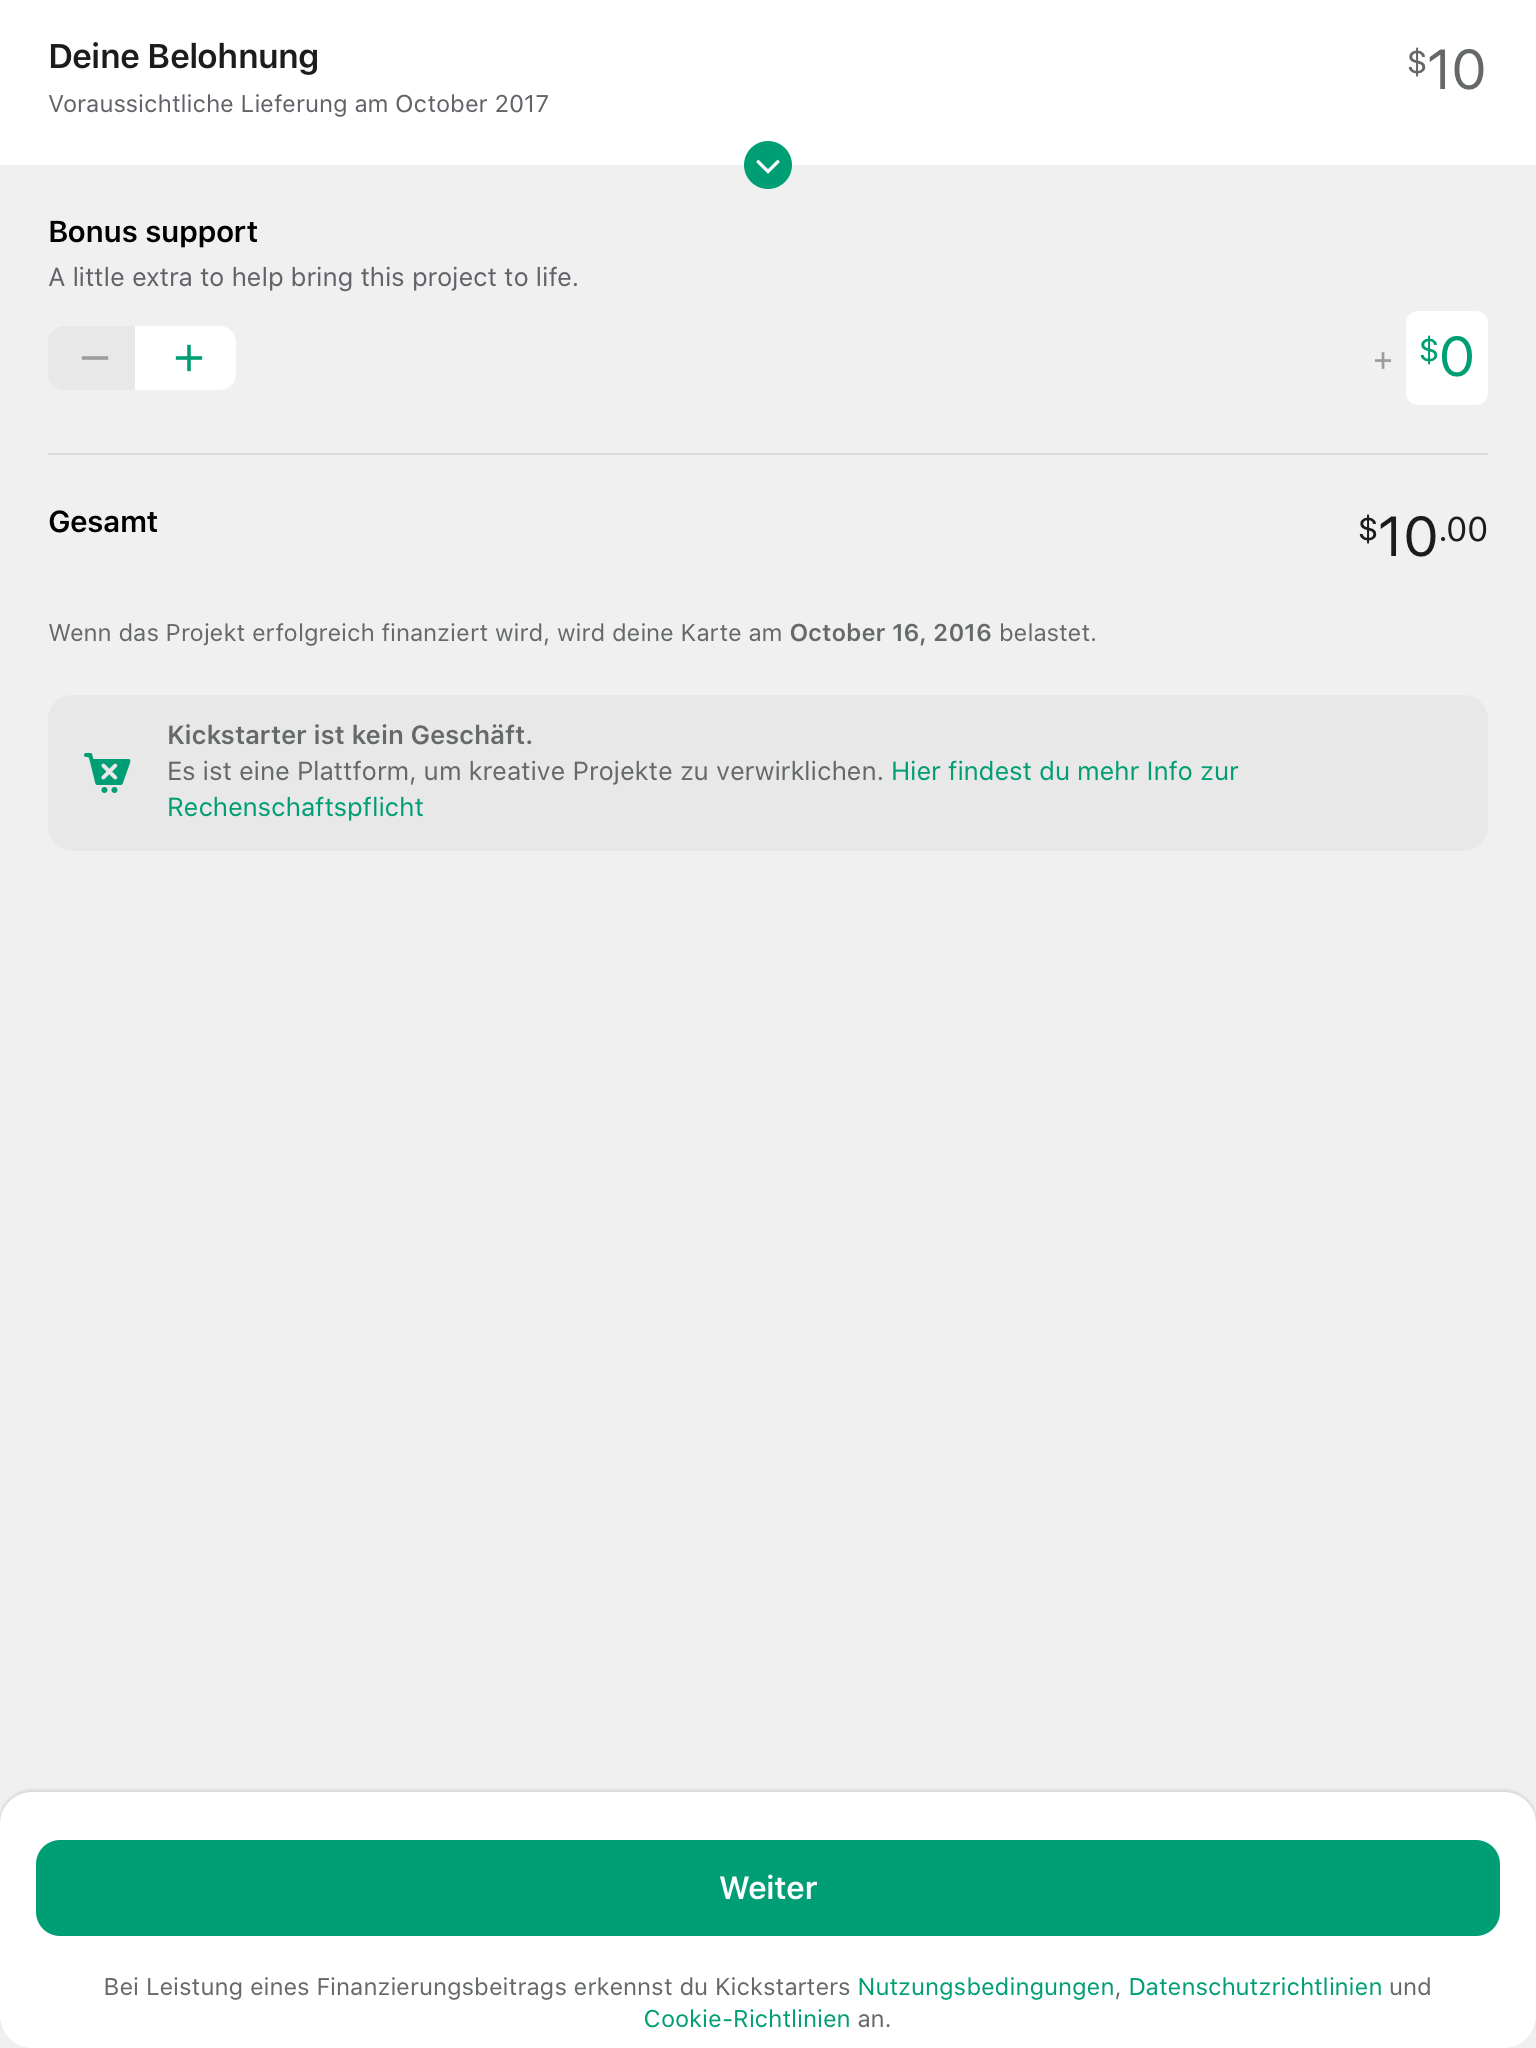 Deine Belohnung
$10
Voraussichtliche Lieferung am October 2017
Bonus support
A little extra to help bring this project to life.
− +
+ $0
Gesamt
$10.00
Wenn das Projekt erfolgreich finanziert wird, wird deine Karte am October 16, 2016 belastet.
Kickstarter ist kein Geschäft.
Es ist eine Plattform, um kreative Projekte zu verwirklichen. Hier findest du mehr Info zur
Rechenschaftspflicht
Weiter
Bei Leistung eines Finanzierungsbeitrags erkennst du Kickstarters Nutzungsbedingungen, Datenschutzrichtlinien und
Cookie-Richtlinien an.